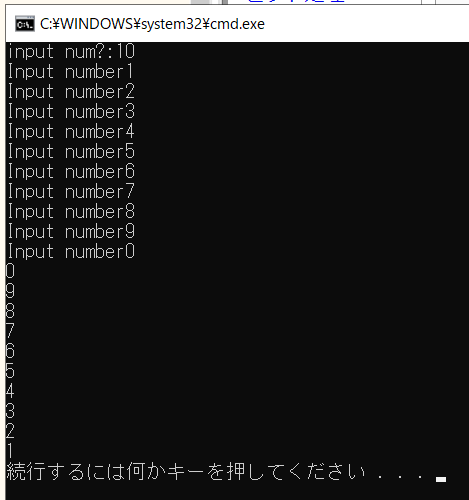 C:¥WINDOWS¥system32¥cmd.exe
input num?:10
Input number1
Input number2
Input number3
Input number4
Input number5
Input number6
Input number7
Input number8
Input number9
Input number0
0
9
8
7
6
5
4
3
2
1
続行するには何かキーを押してください . . .